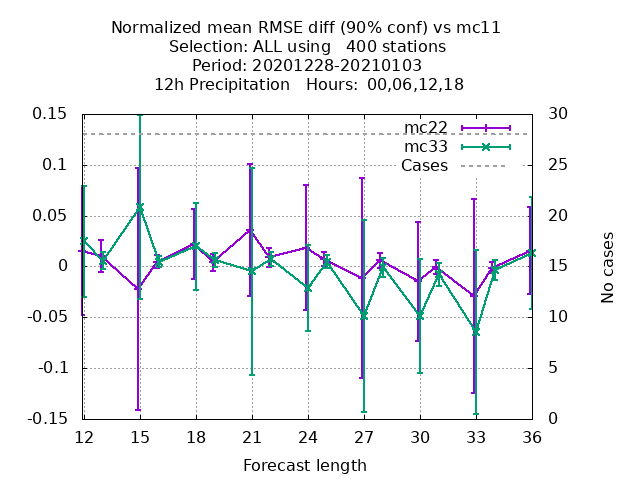 Normalized mean RMSE diff (90% conf) vs mc11
Selection: ALL using   400 stations
Period: 20201228-20210103
12h Precipitation   Hours: 00,06,12,18
0.15
0.1
0.05
0
-0.05
-0.1
-0.15
30
25
20
15
10
5
0
mc22
mc33
Cases
No cases
12 15 18 21 24 27 30 33 36
Forecast length